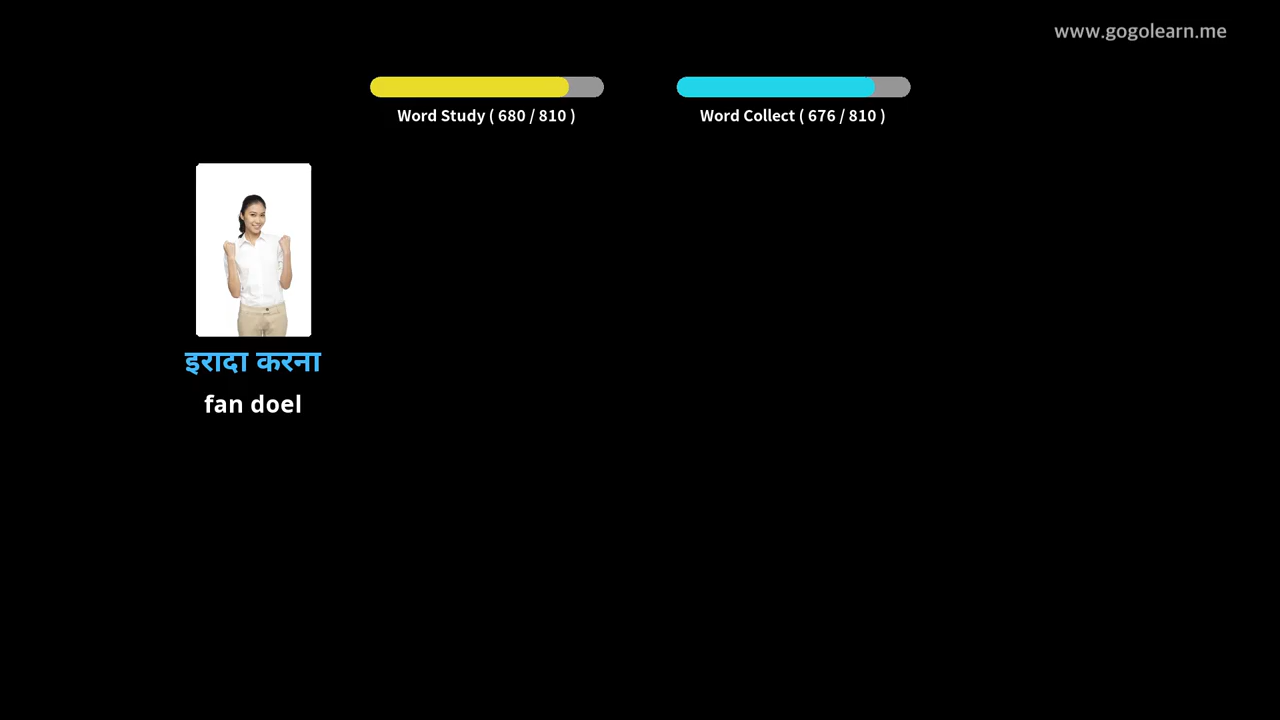 www.gogolearn.me
Word Study ( 680 / 810 )
Word Collect ( 676 / 810 )
इरादा करना
fan doel